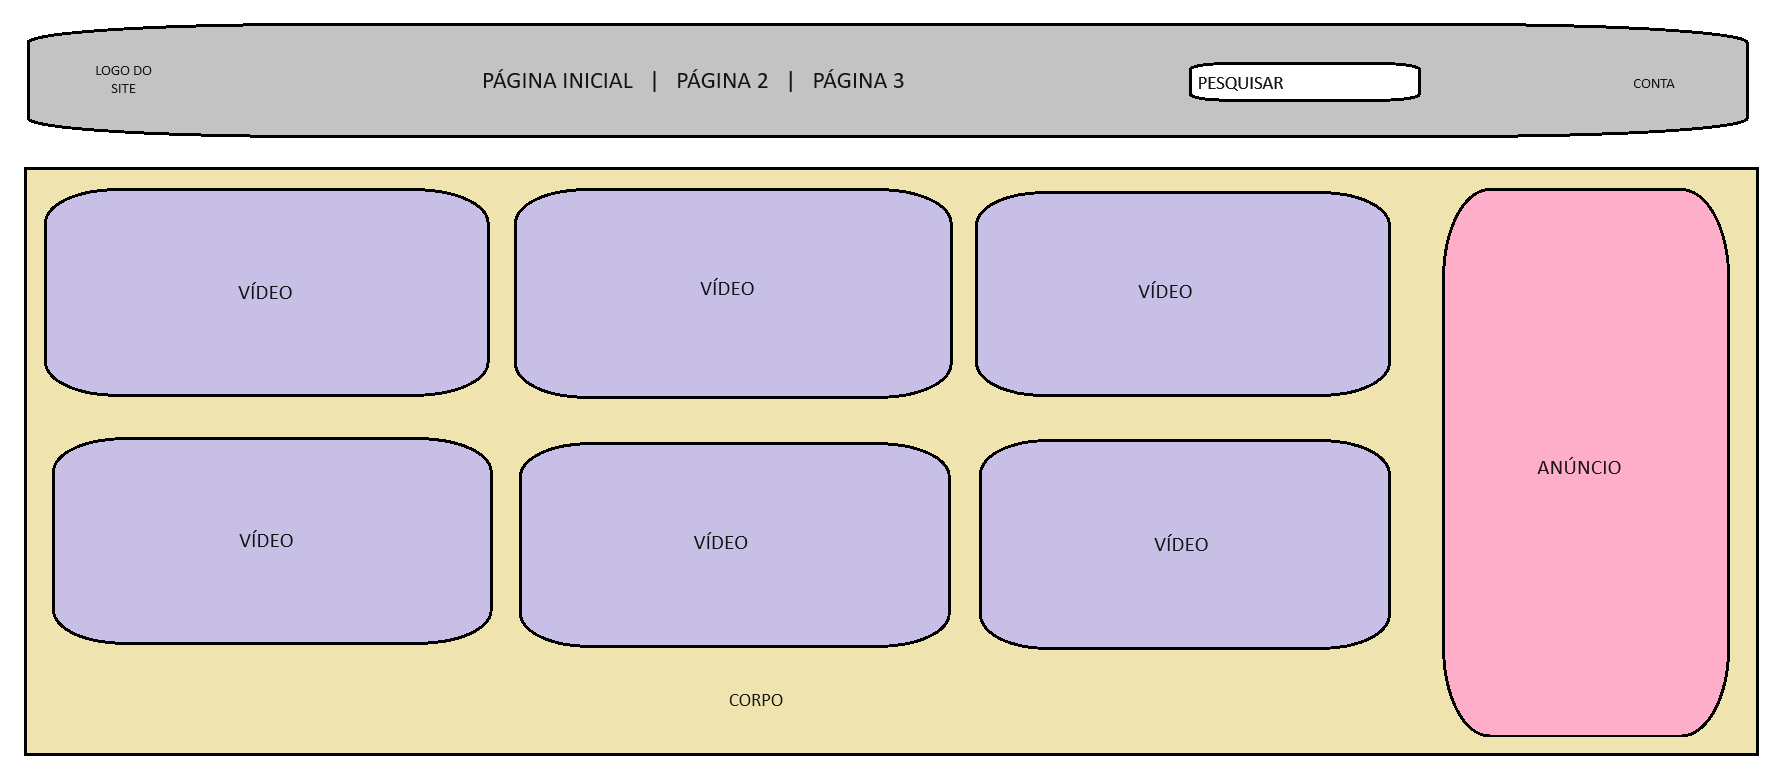 LOGO DO
SITE
PÁGINA INICIAL | PÁGINA 2 | PÁGINA 3
PESQUISAR
CONTA
VÍDEO
VÍDEO
VÍDEO
ANÚNCIO
VÍDEO
VÍDEO
VÍDEO
CORPO